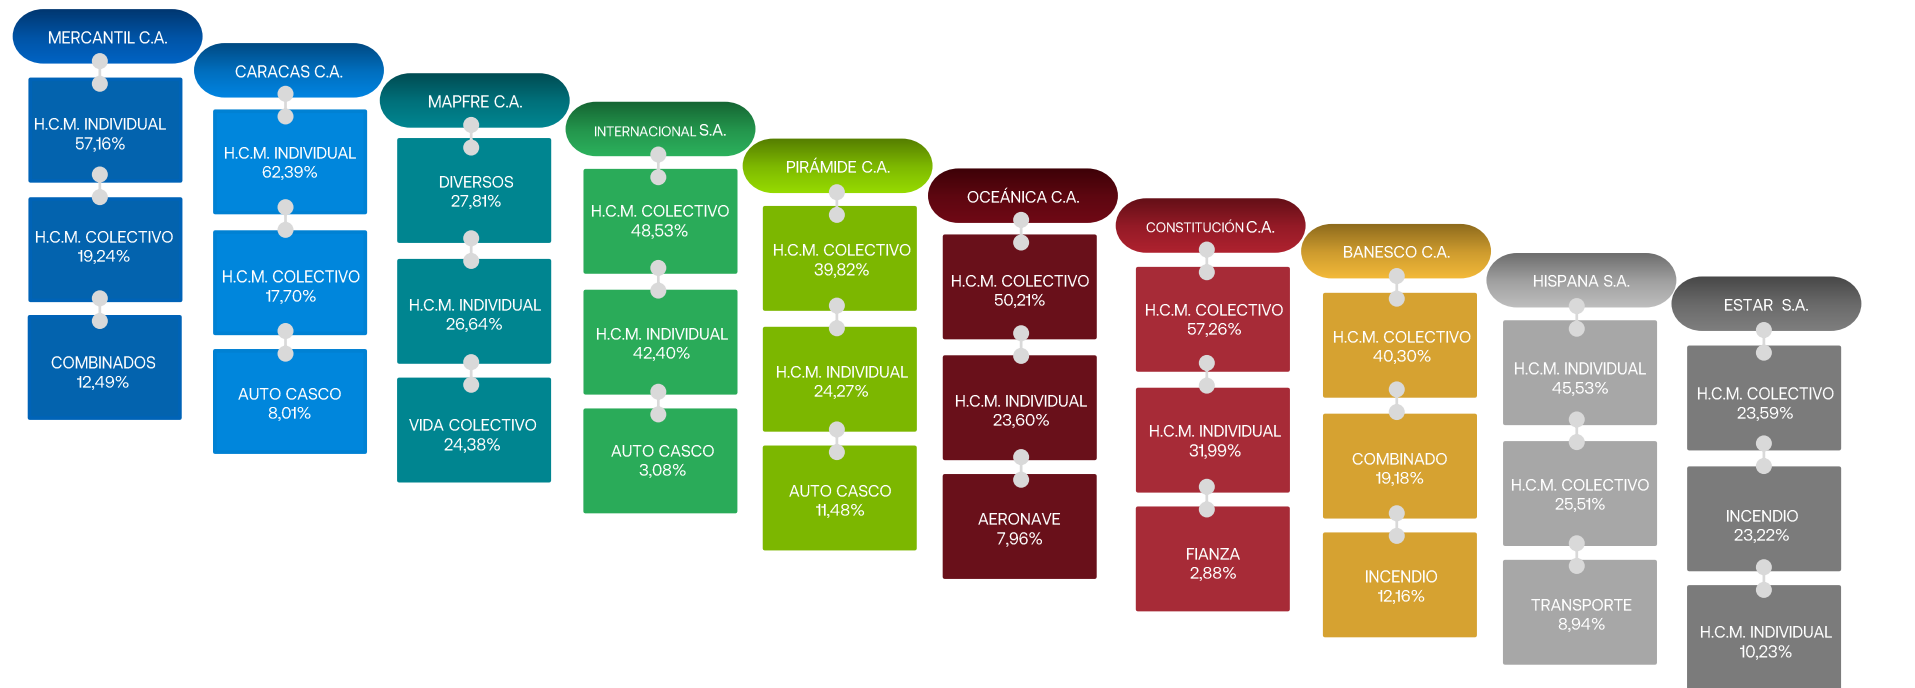 MERCANTIL C.A.
H.C.M. INDIVIDUAL
57,16%
H.C.M. COLECTIVO
19,24%
COMBINADOS
12,49%
CARACAS C.A.
H.C.M. INDIVIDUAL
62,39%
H.C.M. COLECTIVO
17,70%
AUTO CASCO
8,01%
MAPFRE C.A.
DIVERSOS
27,81%
H.C.M. INDIVIDUAL
26,64%
VIDA COLECTIVO
24,38%
INTERNACIONAL S.A.
H.C.M. COLECTIVO
48,53%
H.C.M. INDIVIDUAL
42,40%
AUTO CASCO
3,08%
PIRÁMIDE C.A.
H.C.M. COLECTIVO
39,82%
H.C.M. INDIVIDUAL
24,27%
AUTO CASCO
11,48%
OCEÁNICA C.A.
H.C.M. COLECTIVO
50,21%
H.C.M. INDIVIDUAL
23,60%
AERONAVE
7,96%
CONSTITUCIÓN C.A.
H.C.M. COLECTIVO
57,26%
H.C.M. INDIVIDUAL
31,99%
FIANZA
2,88%
BANESCO C.A.
H.C.M. COLECTIVO
40,30%
COMBINADO
19,18%
INCENDIO
12,16%
HISPANA S.A.
H.C.M. INDIVIDUAL
45,53%
H.C.M. COLECTIVO
25,51%
TRANSPORTE
8,94%
ESTAR S.A.
H.C.M. COLECTIVO
23,59%
INCENDIO
23,22%
H.C.M. INDIVIDUAL
10,23%